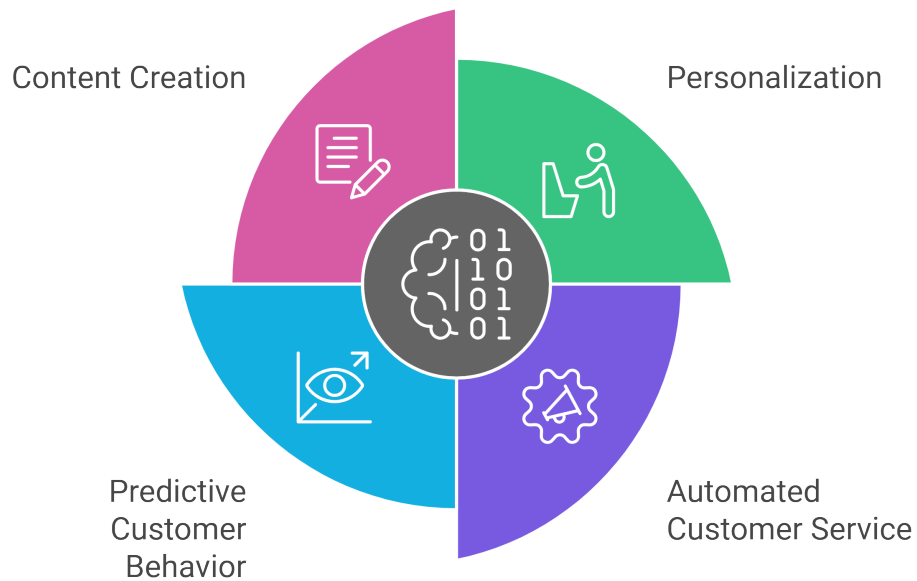 Content Creation
Personalization
01
10
01
01
Predictive
Customer
Behavior
Automated
Customer Service